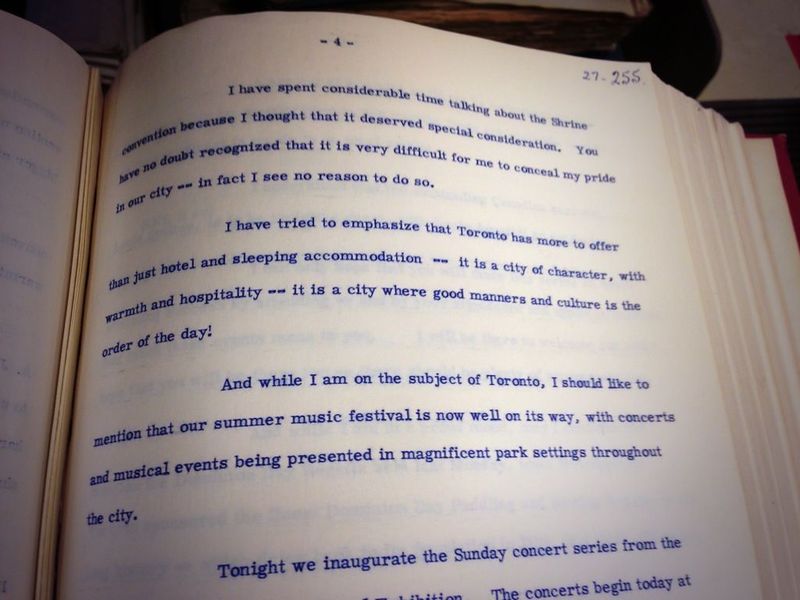 - 4 -
27-255.
I have spent considerable time talking about the Shrine
convention because I thought that it deserved special consideration. You
have no doubt recognized that it is very difficult for me to conceal my pride
in our city -- in fact I see no reason to do so.
I have tried to emphasize that Toronto has more to offer
than just hotel and sleeping accommodation -- it is a city of character, with
warmth and hospitality -- it is a city where good manners and culture is the
order of the day!
And while I am on the subject of Toronto, I should like to
mention that our summer music festival is now well on its way, with concerts
and musical events being presented in magnificent park settings throughout
the city.
Tonight we inaugurate the Sunday concert series from the
The concerts begin today at